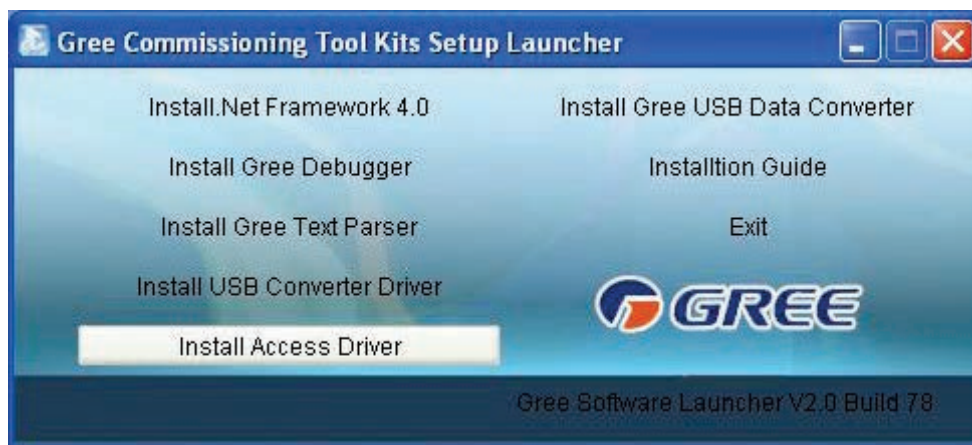 Gree Commissioning Tool Kits Setup Launcher
Install.Net Framework 4.0
Install Gree Debugger
Install Gree Text Parser
Install USB Converter Driver
Install Access Driver
Install Gree USB Data Converter
Installtion Guide
Exit
GREE
Gree Software Launcher V2.0 Build 78